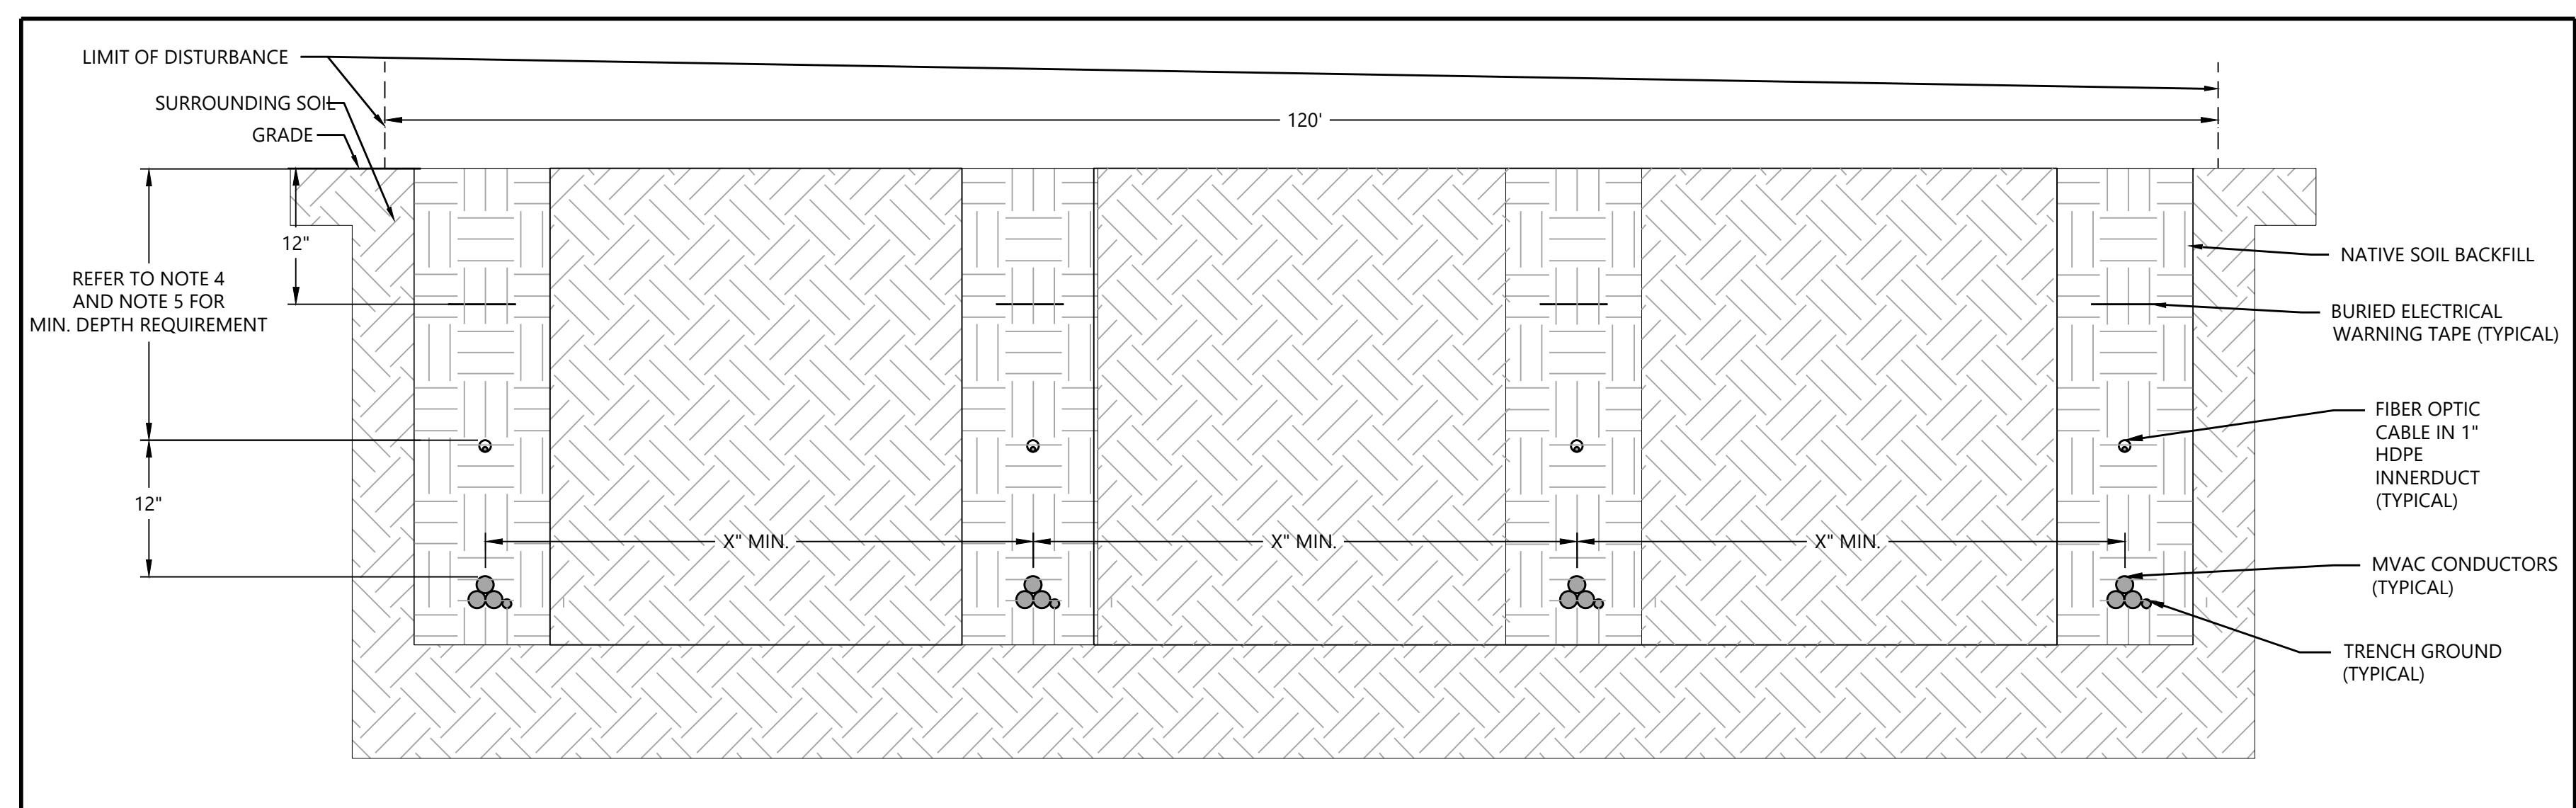 LIMIT OF DISTURBANCE
SURROUNDING SOIL
GRADE
120'
12"
REFER TO NOTE 4
AND NOTE 5 FOR
MIN. DEPTH REQUIREMENT
12"
X" MIN.
X" MIN.
X" MIN.
NATIVE SOIL BACKFILL
BURIED ELECTRICAL
WARNING TAPE (TYPICAL)
FIBER OPTIC
CABLE IN 1"
HDPE
INNERDUCT
(TYPICAL)
MVAC CONDUCTORS
(TYPICAL)
TRENCH GROUND
(TYPICAL)